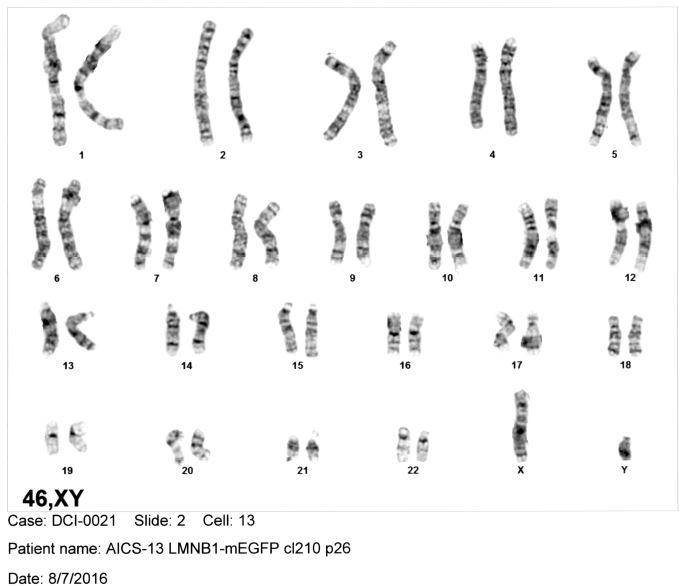 1 2 3 4 5
6 7 8 9 10 11 12
13 14 15 16 17 18
19 20 21 22 X Y
46,XY
Case: DCI-0021 Slide: 2 Cell: 13
Patient name: AICS-13 LMNB1-mEGFP cl210 p26
Date: 8/7/2016